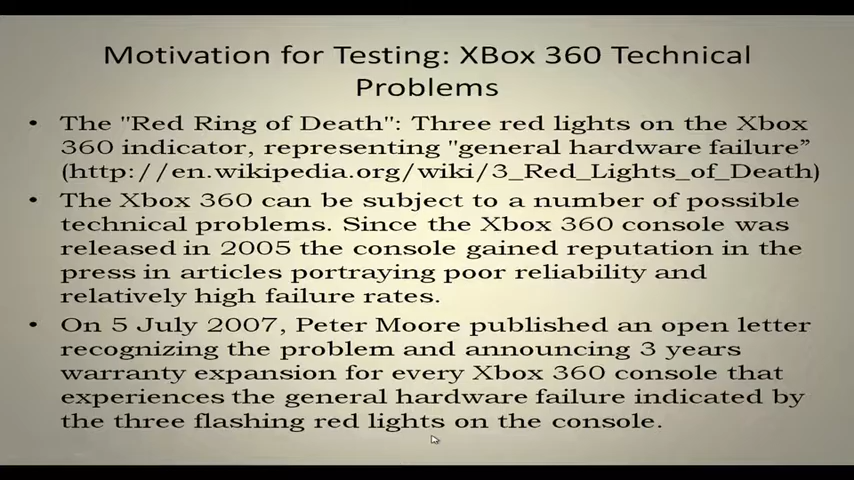 Motivation for Testing: XBox 360 Technical
Problems
• The "Red Ring of Death": Three red lights on the Xbox
360 indicator, representing "general hardware failure”
(http://en.wikipedia.org/wiki/3_Red_Lights_of_Death)
• The Xbox 360 can be subject to a number of possible
technical problems. Since the Xbox 360 console was
released in 2005 the console gained reputation in the
press in articles portraying poor reliability and
relatively high failure rates.
• On 5 July 2007, Peter Moore published an open letter
recognizing the problem and announcing 3 years
warranty expansion for every Xbox 360 console that
experiences the general hardware failure indicated by
the three flashing red lights on the console.